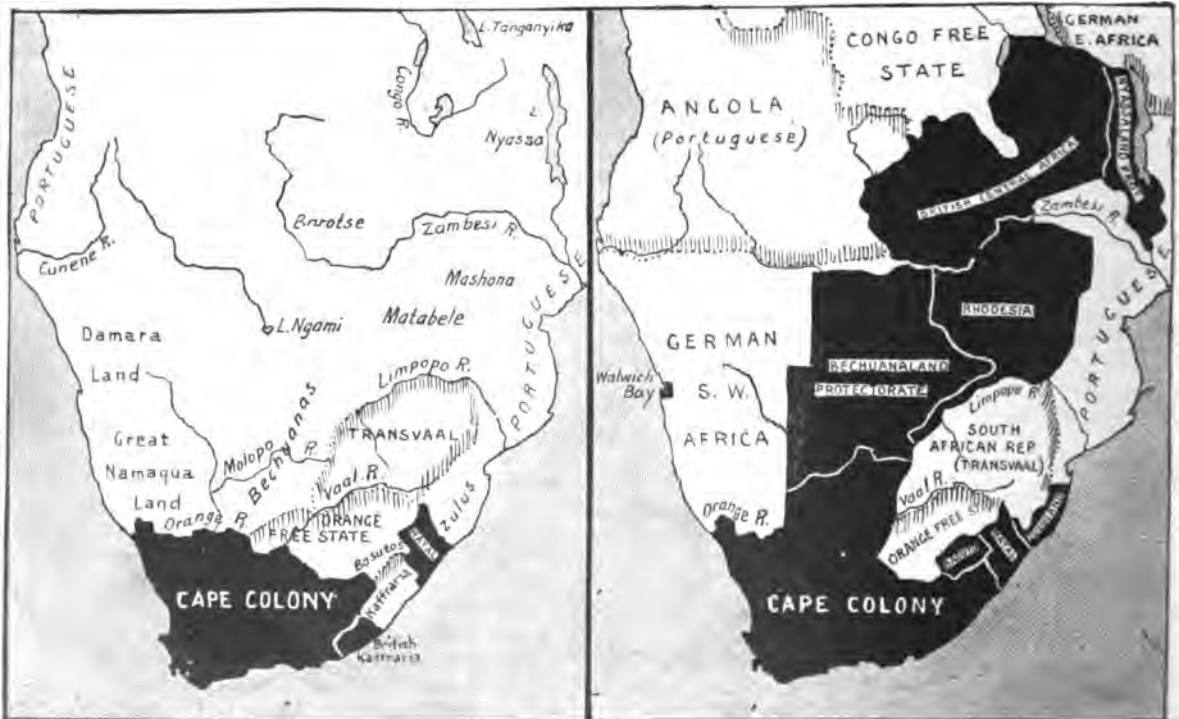 L. Tanganyika
Congo R.
L.
Nyassa
PORTUGUESE
Cunene R.
Barotse
Zambesi R.
Mashona
Matabele
L. Ngami
PORTUGUESE
Damara
Land
Great
Namaqua
Land
Limpopo R.
Bechuanas
Molopo R.
TRANSVAAL
Vaal R.
Orange R.
ORANGE
FREE STATE
Zulus
NATAL
Basutos
Kaffraria
CAPE COLONY
British
Kaffraria
GERMAN
E. AFRICA
CONGO FREE
STATE
ANGOLA
(Portuguese)
BRITISH CENTRAL AFRICA
Zambesi R.
PORTUGUESE
RHODESIA
GERMAN
S. W.
AFRICA
Walwich
Bay
BECHUANALAND
PROTECTORATE
Limpopo R.
SOUTH
AFRICAN REP
(TRANSVAAL)
Vaal R.
Orange R.
ORANGE FREE ST
NATAL
CAPE COLONY